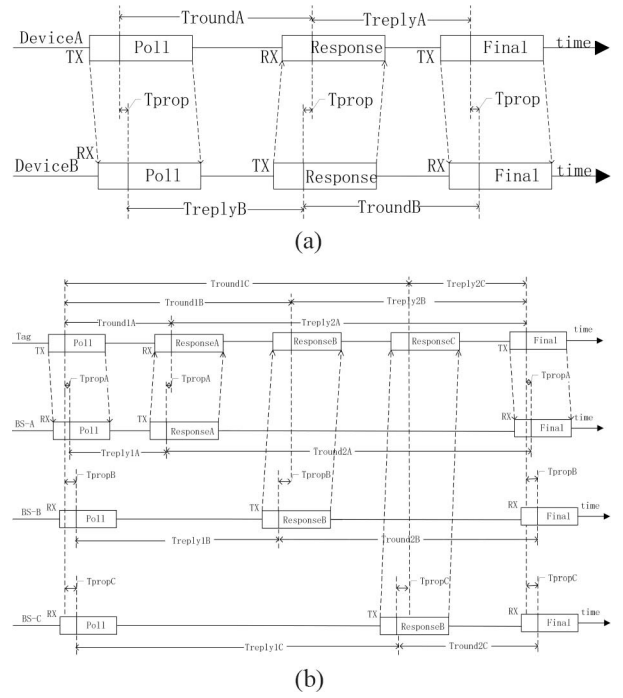 TroundA TreplyA
DeviceA Poll Response Final time
TX RX TX
Tprop Tprop Tprop
RX TX RX
DeviceB Poll Response Final time
TreplyB TroundB
(a)
Tround1C Treply2C
Tround1B Treply2B
Tround1A Treply2A
Tag Poll ResponseA ResponseB ResponseC Final time
TX RX TX
TpropA TpropA TpropA
BS-A RX Poll TX ResponseA RX Final time
Treply1A Tround2A
TpropB TpropB TpropB
BS-B RX Poll TX ResponseB RX Final time
Treply1B Tround2B
TpropC TpropC TpropC
BS-C RX Poll TX ResponseB RX Final time
Treply1C Tround2C
(b)